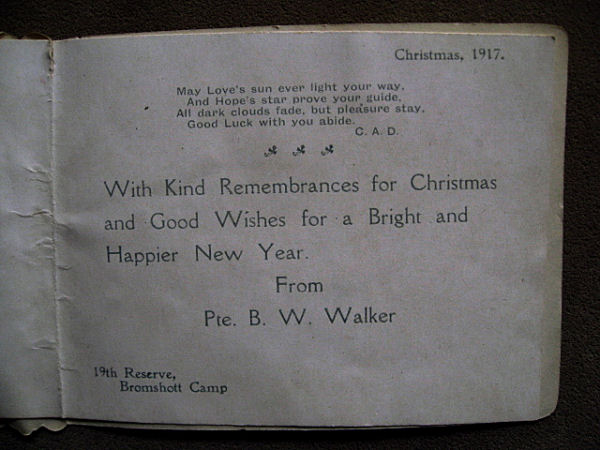 Christmas, 1917.
May Love's sun ever light your way,
And Hope's star prove your guide,
All dark clouds fade, but pleasure stay,
Good Luck with you abide.
C. A. D.
With Kind Remembrances for Christmas
and Good Wishes for a Bright and
Happier New Year.
From
Pte. B. W. Walker
19th Reserve,
Bromshott Camp